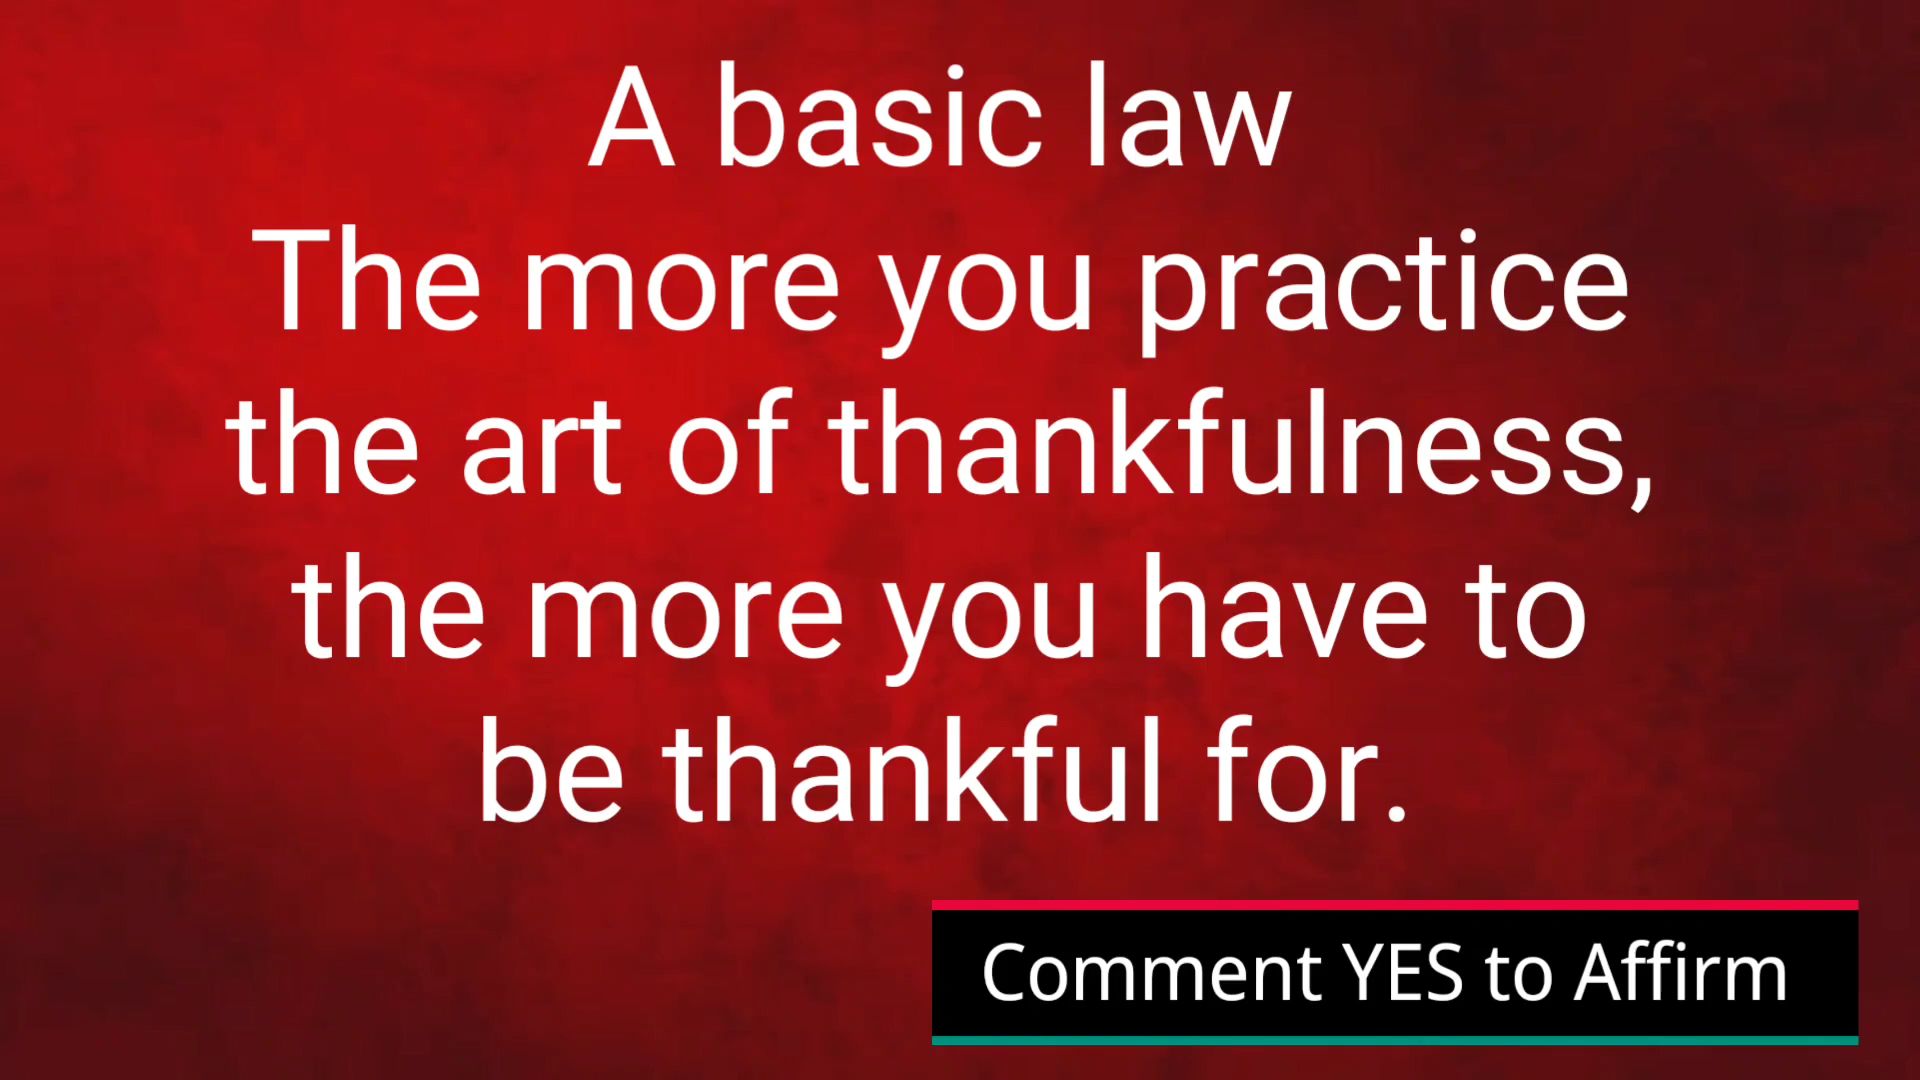 A basic law
The more you practice
the art of thankfulness,
the more you have to
be thankful for.
Comment YES to Affirm